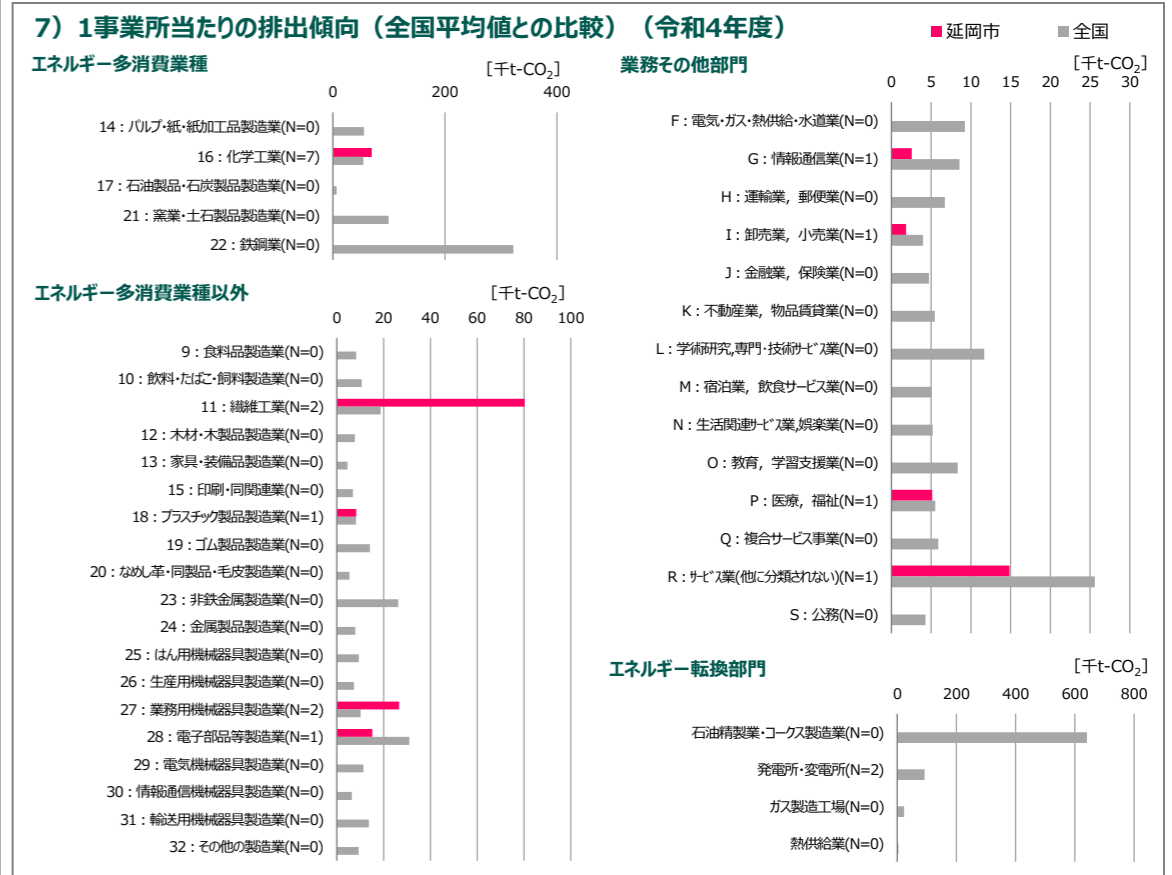 7）1事業所当たりの排出傾向（全国平均値との比較）（令和4年度）
延岡市 全国
エネルギー多消費業種
[千t-CO2]
0 200 400
14：パルプ・紙・紙加工品製造業(N=0)
16：化学工業(N=7)
17：石油製品・石炭製品製造業(N=0)
21：窯業・土石製品製造業(N=0)
22：鉄鋼業(N=0)
エネルギー多消費業種以外
[千t-CO2]
0 20 40 60 80 100
9：食料品製造業(N=0)
10：飲料・たばこ・飼料製造業(N=0)
11：繊維工業(N=2)
12：木材・木製品製造業(N=0)
13：家具・装備品製造業(N=0)
15：印刷・同関連業(N=0)
18：プラスチック製品製造業(N=1)
19：ゴム製品製造業(N=0)
20：なめし革・同製品・毛皮製造業(N=0)
23：非鉄金属製造業(N=0)
24：金属製品製造業(N=0)
25：はん用機械器具製造業(N=0)
26：生産用機械器具製造業(N=0)
27：業務用機械器具製造業(N=2)
28：電子部品等製造業(N=1)
29：電気機械器具製造業(N=0)
30：情報通信機械器具製造業(N=0)
31：輸送用機械器具製造業(N=0)
32：その他の製造業(N=0)
業務その他部門
[千t-CO2]
0 5 10 15 20 25 30
F：電気・ガス・熱供給・水道業(N=0)
G：情報通信業(N=1)
H：運輸業，郵便業(N=0)
I：卸売業，小売業(N=1)
J：金融業，保険業(N=0)
K：不動産業，物品賃貸業(N=0)
L：学術研究,専門・技術サービス業(N=0)
M：宿泊業，飲食サービス業(N=0)
N：生活関連サービス業,娯楽業(N=0)
O：教育，学習支援業(N=0)
P：医療，福祉(N=1)
Q：複合サービス事業(N=0)
R：サービス業(他に分類されない)(N=1)
S：公務(N=0)
エネルギー転換部門
[千t-CO2]
0 200 400 600 800
石油精製業・コークス製造業(N=0)
発電所・変電所(N=2)
ガス製造工場(N=0)
熱供給業(N=0)